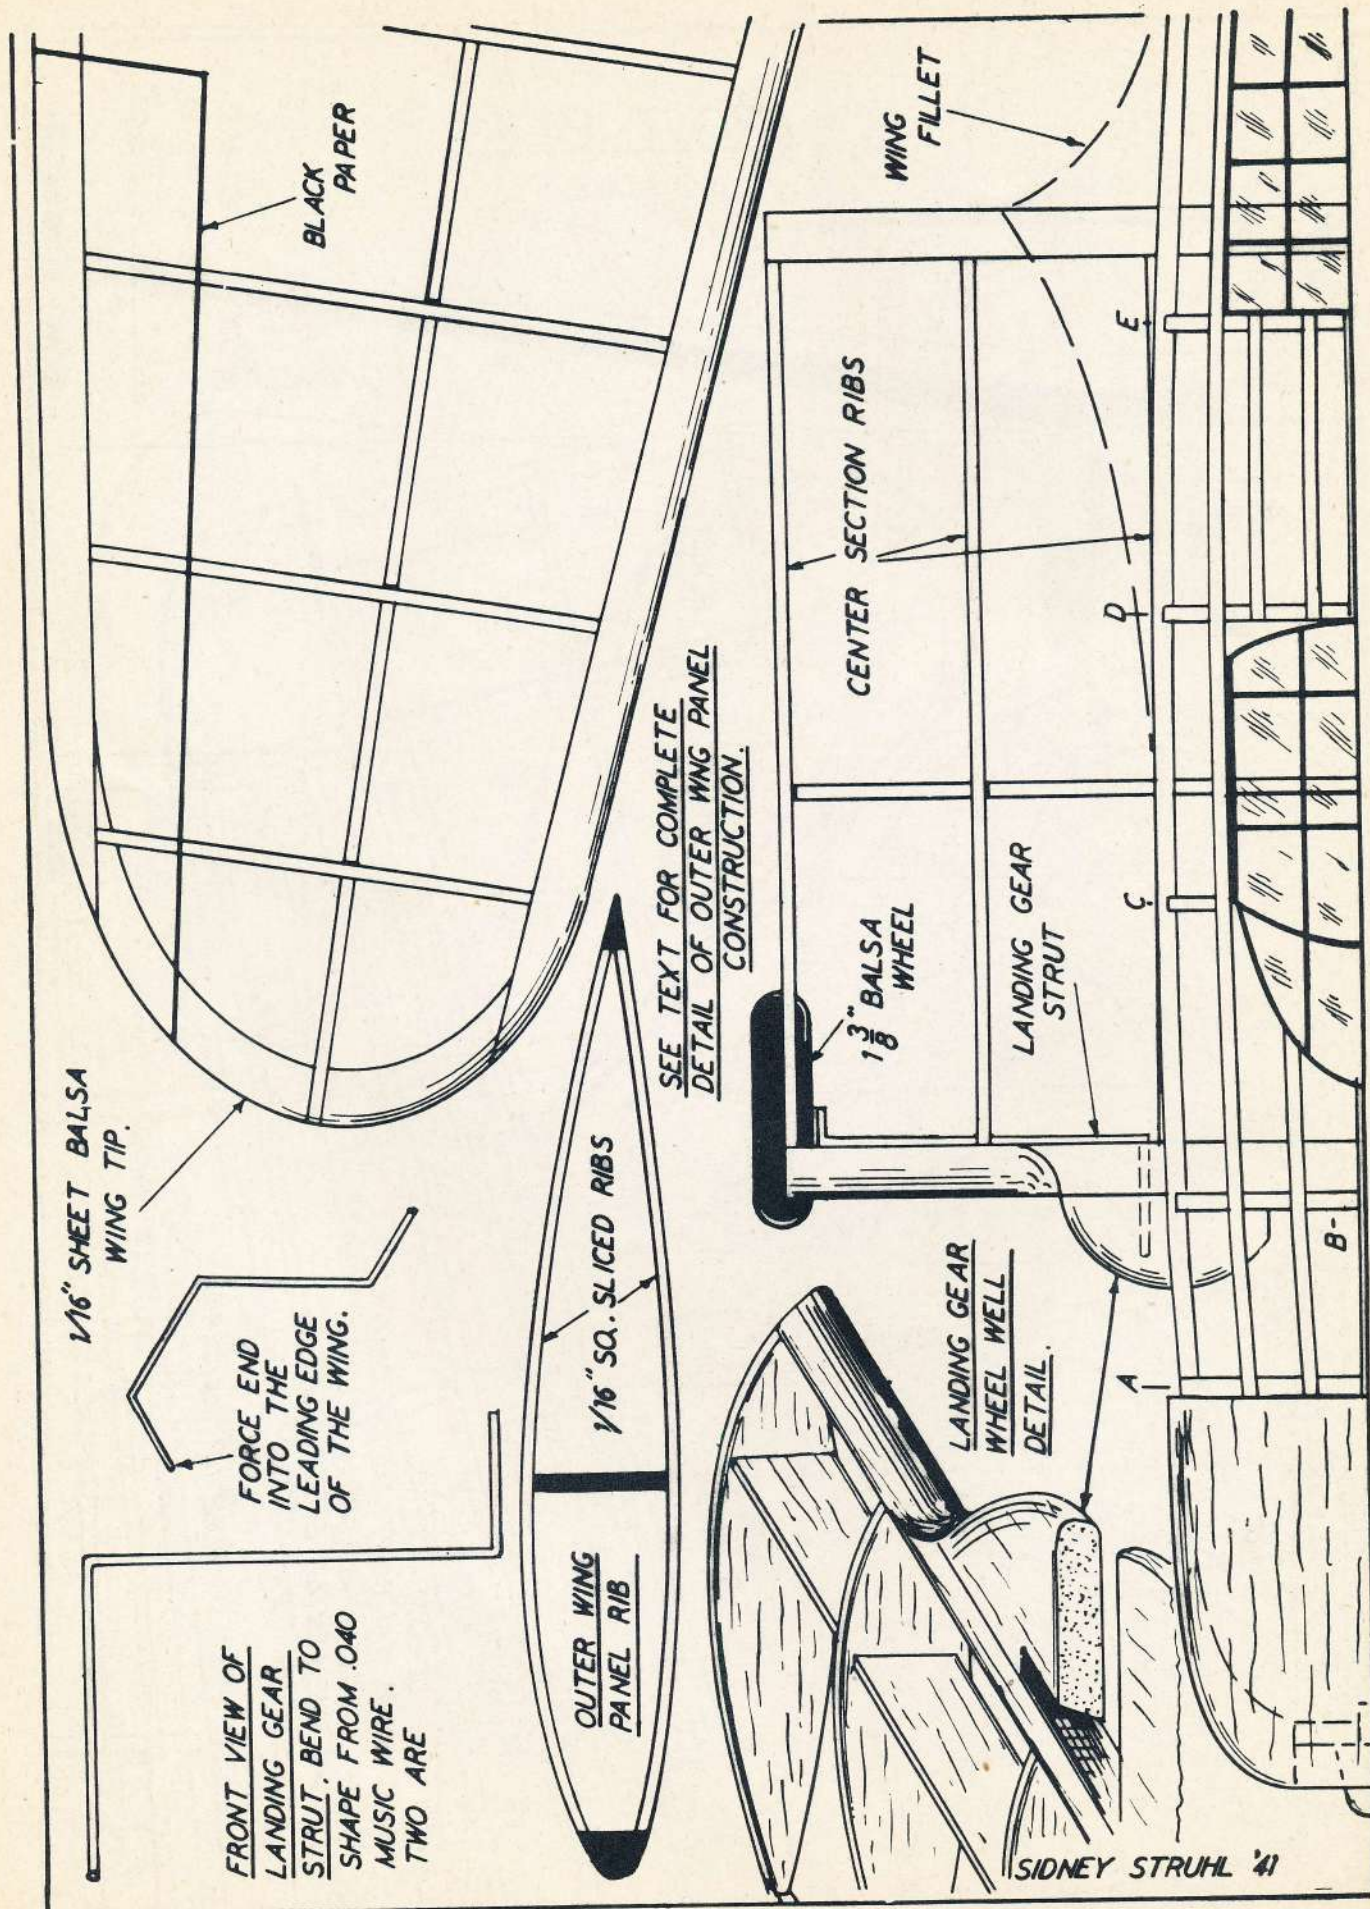 1/16" SHEET BALSA
WING TIP.
BLACK
PAPER
FORCE END
INTO THE
LEADING EDGE
OF THE WING.
FRONT VIEW OF
LANDING GEAR
STRUT. BEND TO
SHAPE FROM .040
MUSIC WIRE.
TWO ARE
OUTER WING
PANEL RIB
1/16" SQ. SLICED RIBS
SEE TEXT FOR COMPLETE
DETAIL OF OUTER WNG PANEL
CONSTRUCTION.
WING
FILLET
CENTER SECTION RIBS
1 3/8" BALSA
WHEEL
LANDING GEAR
STRUT
LANDING GEAR
WHEEL WELL
DETAIL.
A
B-
C
D
E
SIDNEY STRUHL '41